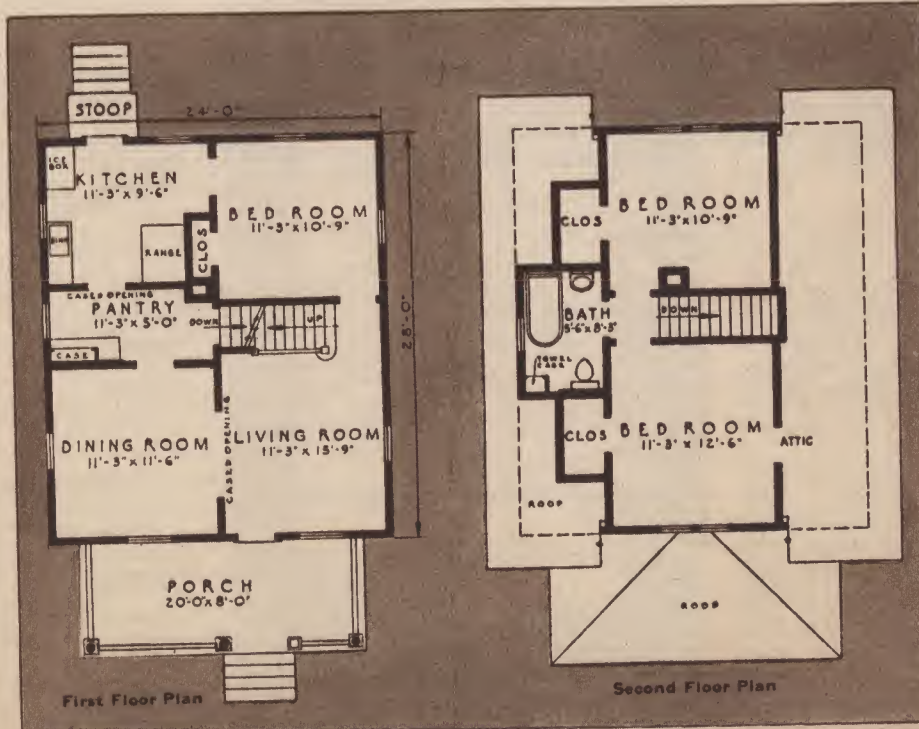 STOOP
24'-0"
ICE
BOX
KITCHEN
11'-3" x 9'-6"
SINK
RANGE
CLOS
BED ROOM
11'-3" x 10'-9"
28'-0"
CASED OPENING
PANTRY
11'-3" x 5'-0"
DOWN
UP
CASE
DINING ROOM
11'-3" x 11'-6"
CASED OPENING
LIVING ROOM
11'-3" x 15'-9"
PORCH
20'-0" x 8'-0"
First Floor Plan
BED ROOM
11'-3" x 10'-9"
CLOS
BATH
5'-6" x 8'-3"
DOWN
TOWEL
CASE
CLOS
BED ROOM
11'-3" x 12'-6"
ATTIC
ROOF
ROOF
Second Floor Plan